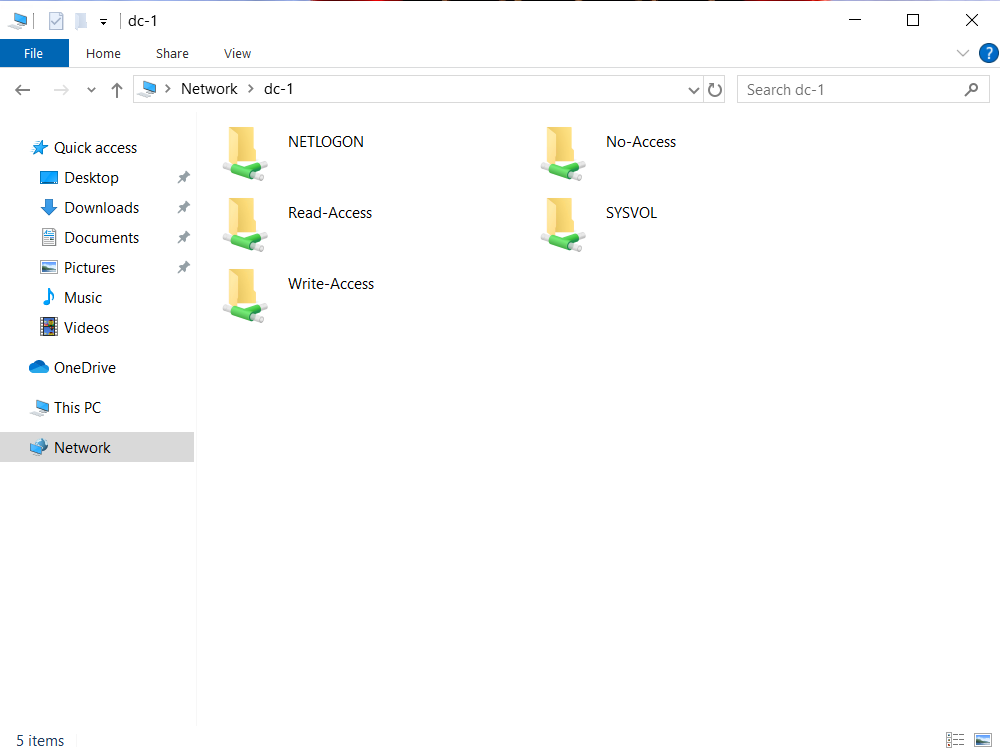 dc-1
File Home Share View
?
Network dc-1
Search dc-1
Quick access
Desktop
Downloads
Documents
Pictures
Music
Videos
OneDrive
This PC
Network
NETLOGON
No-Access
Read-Access
SYSVOL
Write-Access
5 items